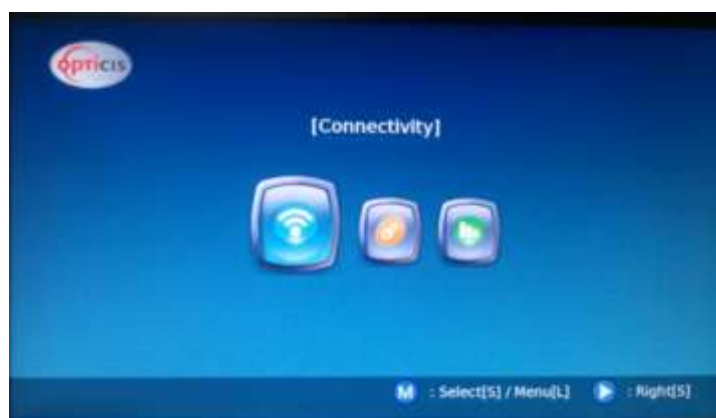 OPTICIS
[Connectivity]
M : Select[S] / Menu[L] : Right[S]